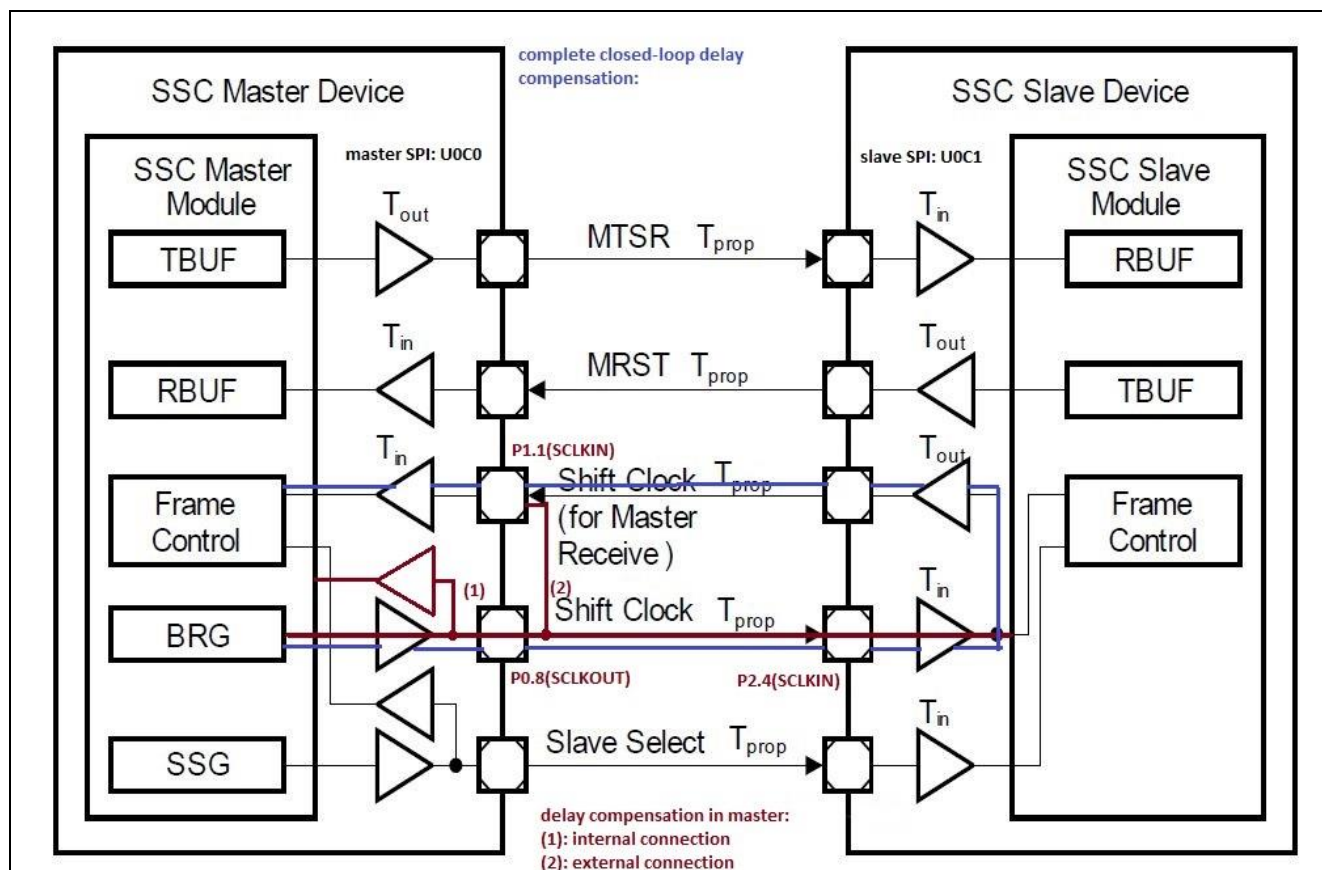 complete closed-loop delay
compensation:
SSC Master Device
SSC Slave Device
master SPI: U0C0
slave SPI: U0C1
SSC Master
Module
SSC Slave
Module
Tout
Tin
TBUF
MTSR Tprop
RBUF
Tin
Tout
RBUF
MRST Tprop
TBUF
P1.1(SCLKIN)
Tin
Tout
Shift Clock Tprop
(for Master
Receive)
Frame
Control
Frame
Control
(1)
(2)
Tin
BRG
Shift Clock Tprop
P0.8(SCLKOUT)
P2.4(SCLKIN)
Tin
SSG
Slave Select Tprop
delay compensation in master:
(1): internal connection
(2): external connection